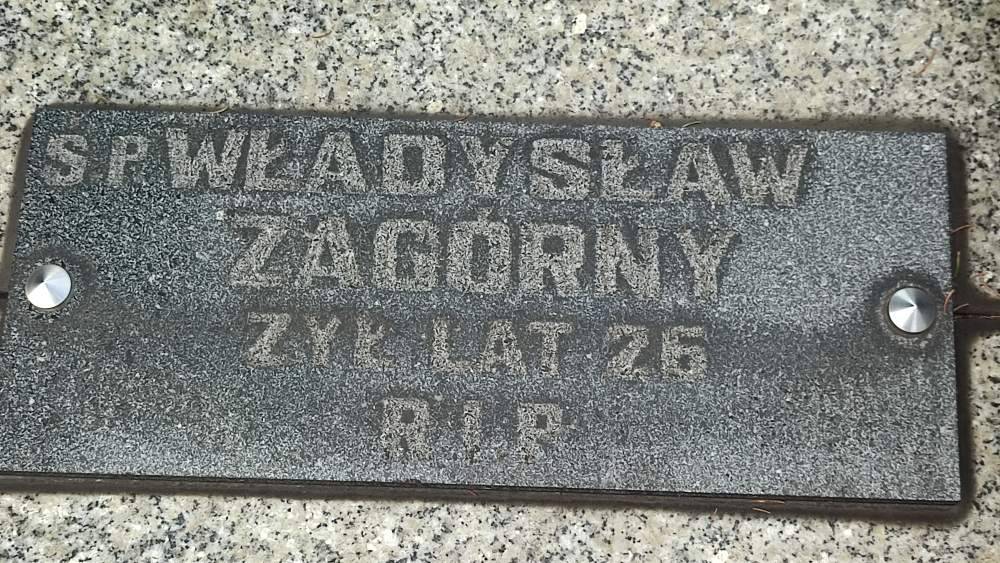 Ś P WŁADYSŁAW
ZAGÓRNY
ŻYŁ LAT 26
R I P